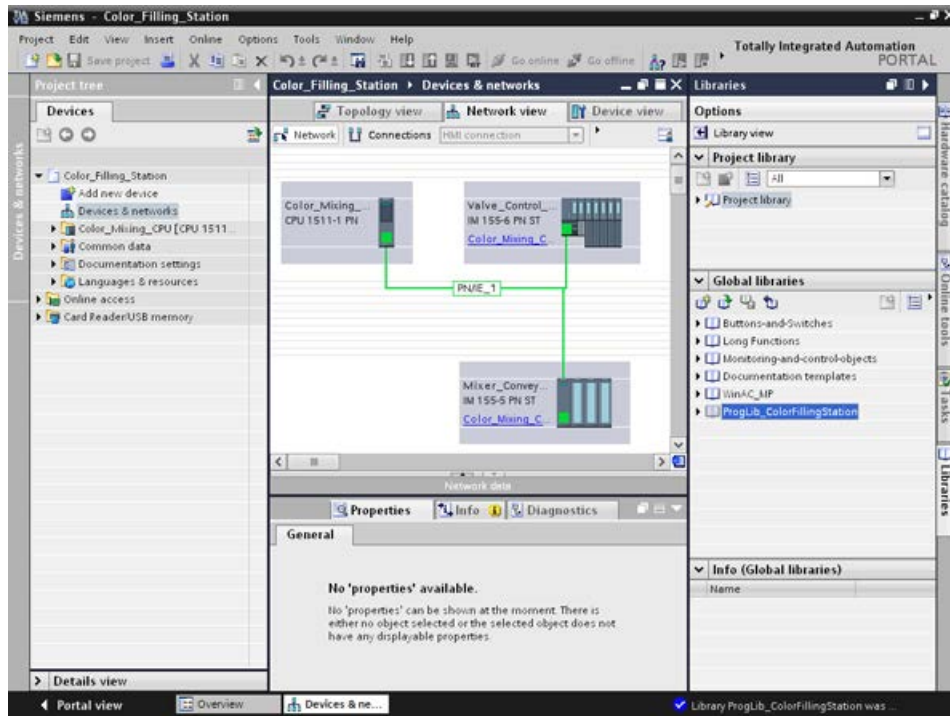 Siemens - Color_Filling_Station
Project Edit View Insert Online Options Tools Window Help
Totally Integrated Automation
PORTAL
Save project
Go online
Go offline
Project tree
Devices
Devices & networks
Color_Filling_Station
Add new device
Devices & networks
Color_Mixing_CPU [CPU 1511...
Common data
Documentation settings
Languages & resources
Online access
Card Reader/USB memory
Details view
Color_Filling_Station Devices & networks
Topology view
Network view
Device view
Network
Connections
HMI connection
Color_Mixing_...
CPU 1511-1 PN
Valve_Control_...
IM 155-6 PN ST
Color_Mixing_C...
PN/IE_1
Mixer_Convey...
IM 155-5 PN ST
Color_Mixing_C...
Network data
Properties
Info
Diagnostics
General
No 'properties' available.
No 'properties' can be shown at the moment. There is
either no object selected or the selected object does not
have any displayable properties.
Libraries
Options
Library view
Project library
All
Project library
Global libraries
Buttons-and-Switches
Long Functions
Monitoring-and-control-objects
Documentation templates
WinAC_MP
ProgLib_ColorFillingStation
Info (Global libraries)
Name
Hardware catalog
Online tools
Tasks
Libraries
Portal view
Overview
Devices & ne...
Library ProgLib_ColorFillingStation was ...